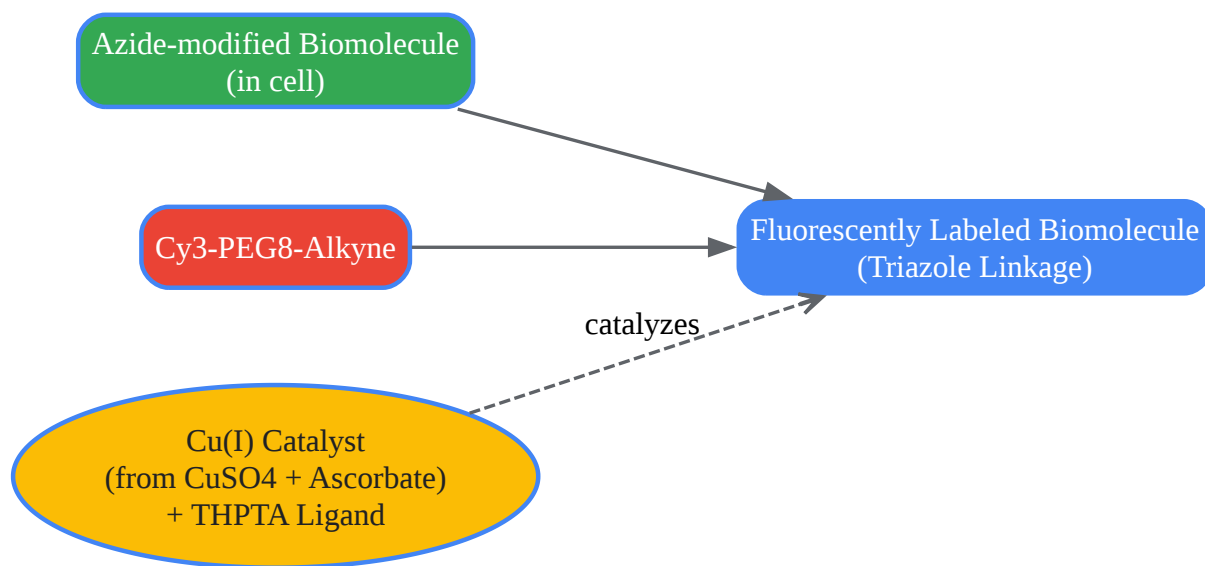 Azide-modified Biomolecule
(in cell)
Cy3-PEG8-Alkyne
Fluorescently Labeled Biomolecule
(Triazole Linkage)
catalyzes
Cu(I) Catalyst
(from CuSO4 + Ascorbate)
+ THPTA Ligand